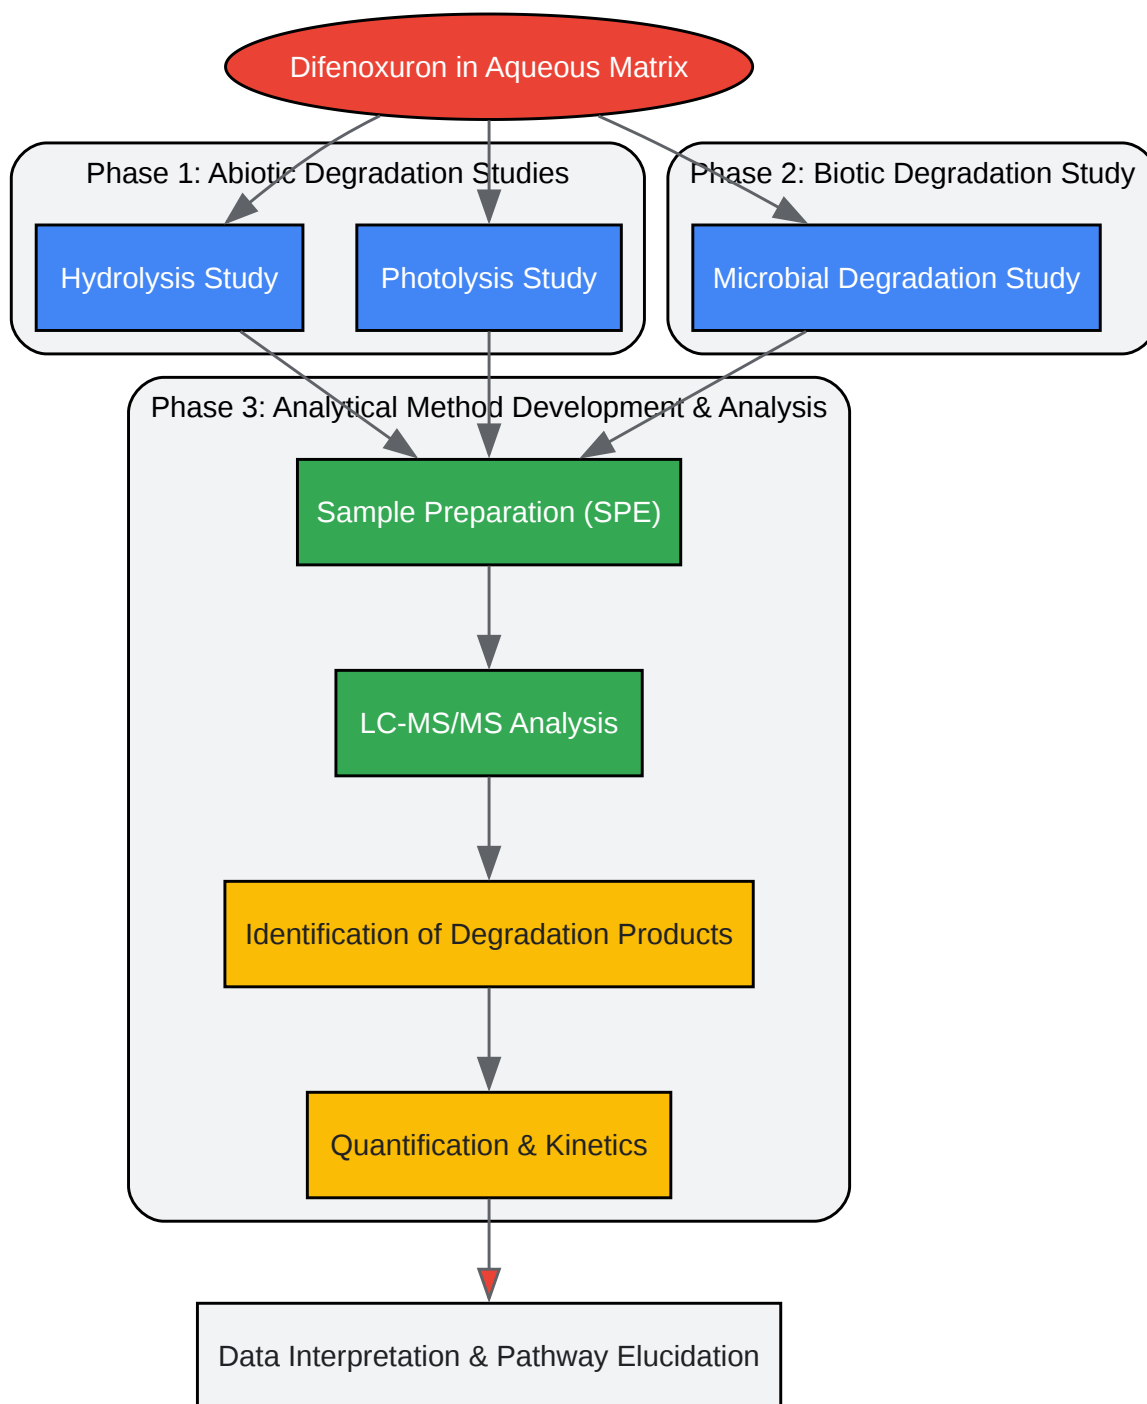 Difenoxuron in Aqueous Matrix
Phase 1: Abiotic Degradation Studies
Phase 2: Biotic Degradation Study
Hydrolysis Study
Photolysis Study
Microbial Degradation Study
Phase 3: Analytical Method Development & Analysis
Sample Preparation (SPE)
LC-MS/MS Analysis
Identification of Degradation Products
Quantification & Kinetics
Data Interpretation & Pathway Elucidation